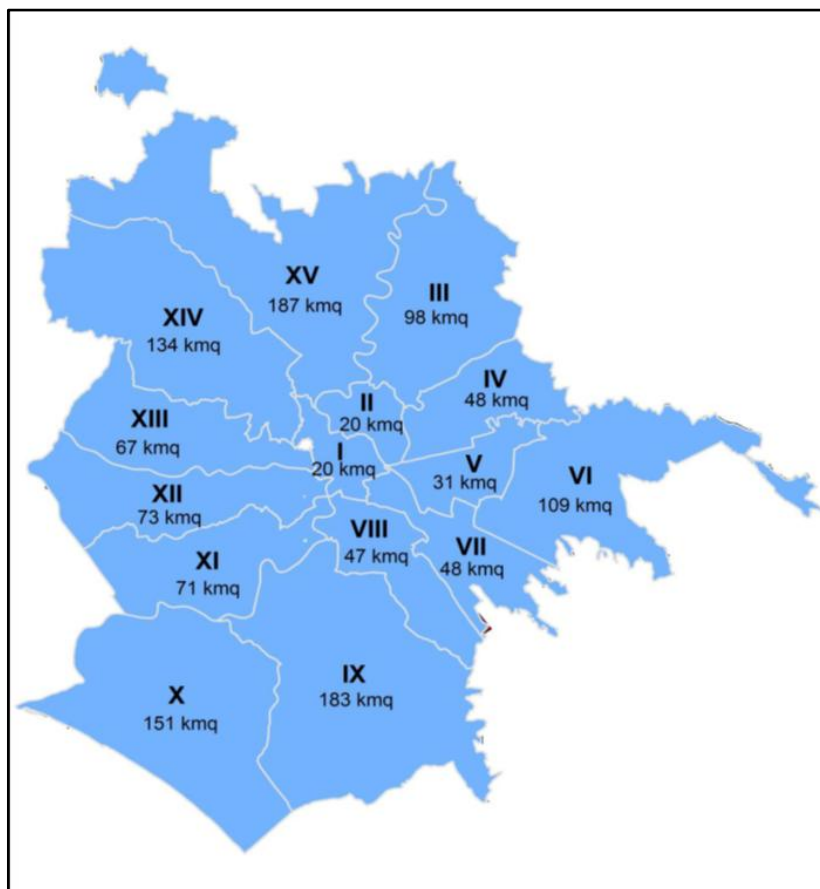 XV
187 kmq
III
98 kmq
XIV
134 kmq
IV
48 kmq
II
20 kmq
XIII
67 kmq
I
20 kmq
V
31 kmq
VI
109 kmq
XII
73 kmq
VIII
47 kmq
VII
48 kmq
XI
71 kmq
IX
183 kmq
X
151 kmq